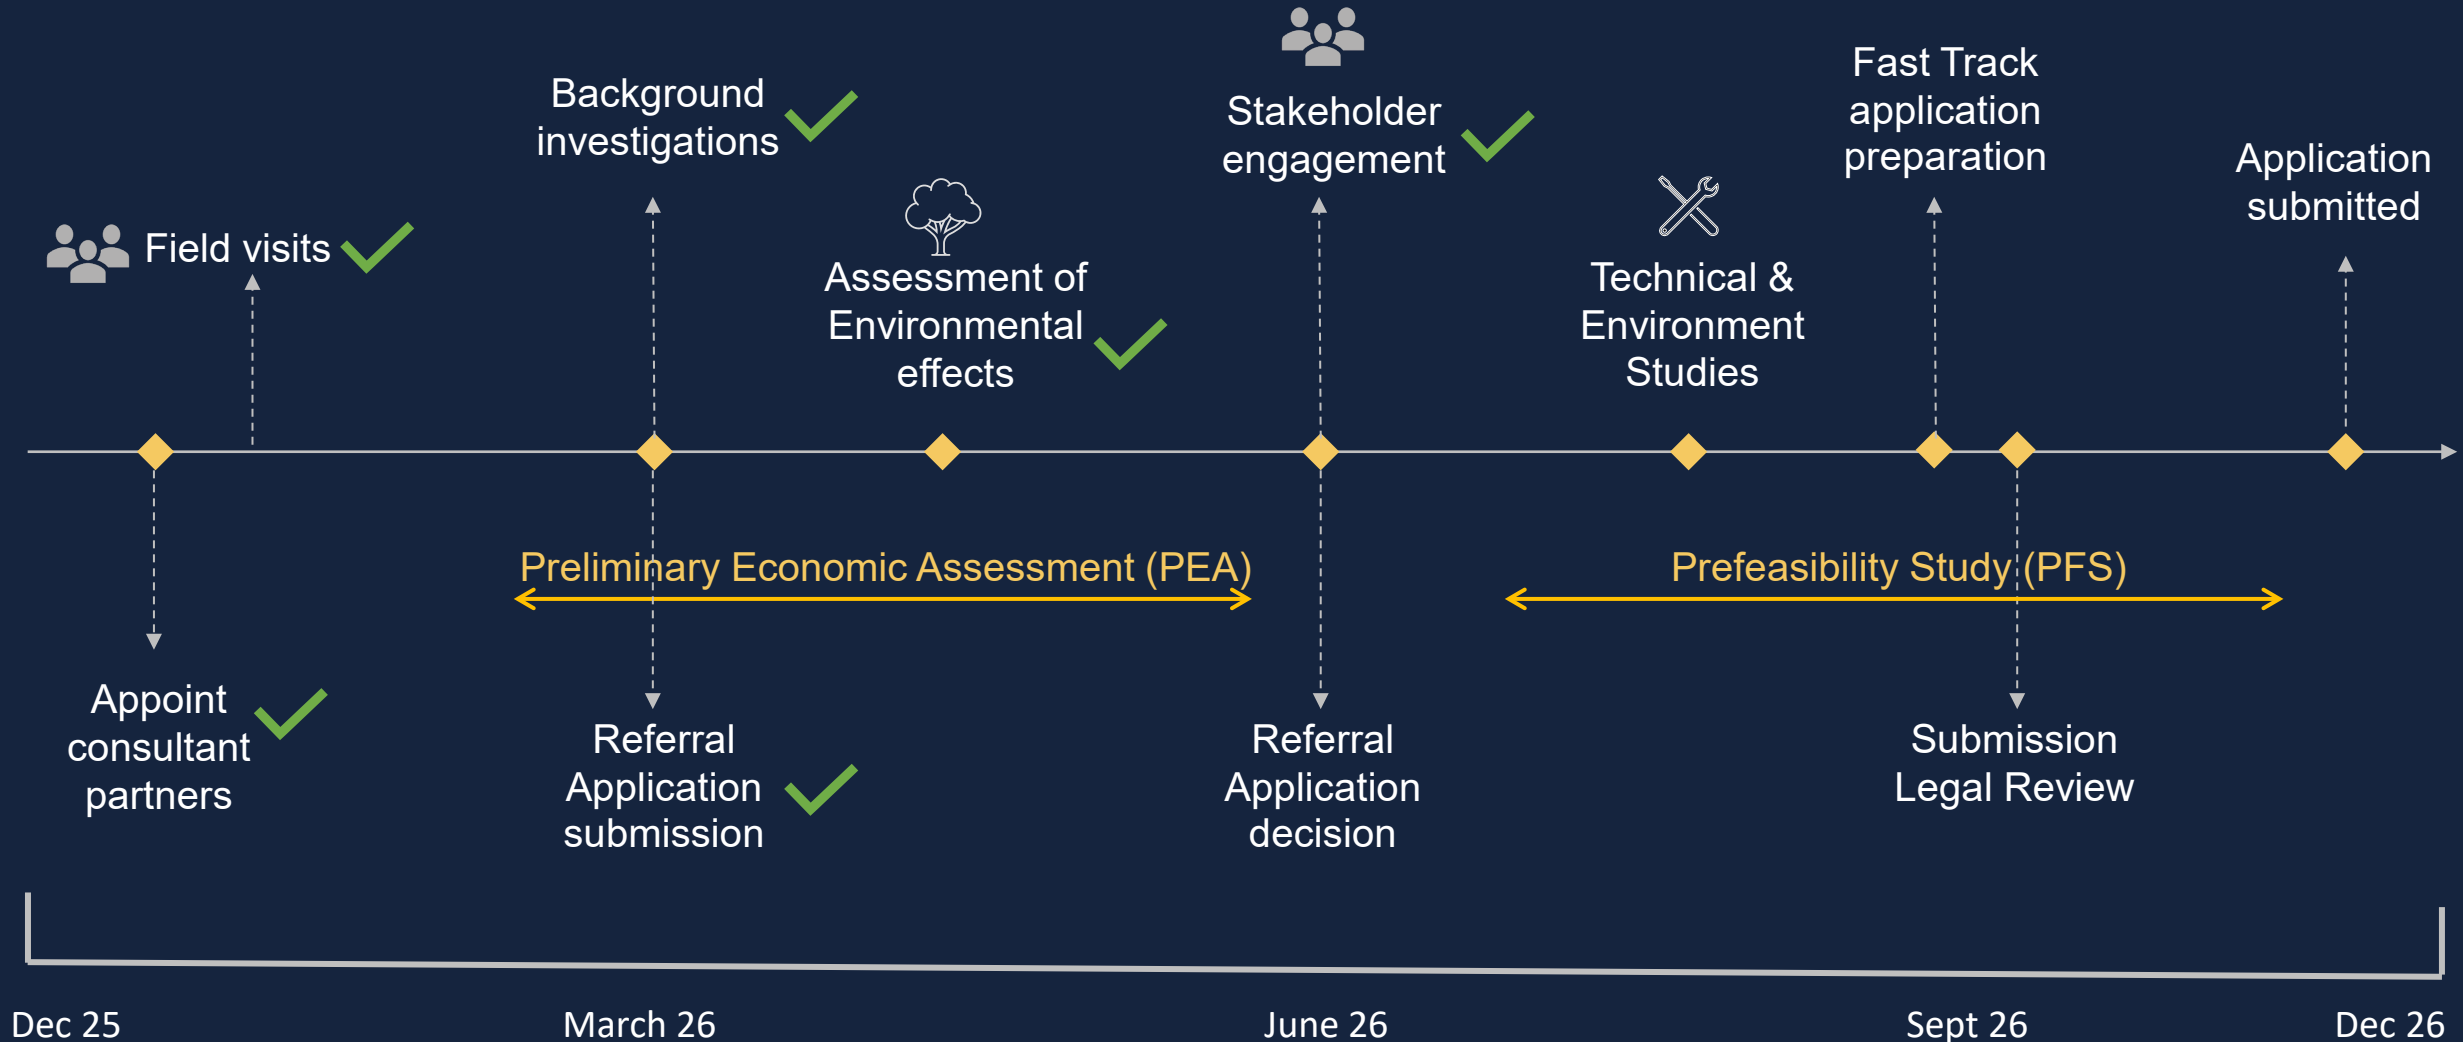 Field visits
Background
investigations
Assessment of
Environmental
effects
Stakeholder
engagement
Technical &
Environment
Studies
Fast Track
application
preparation
Application
submitted
Preliminary Economic Assessment (PEA)
Prefeasibility Study (PFS)
Appoint
consultant
partners
Referral
Application
submission
Referral
Application
decision
Submission
Legal Review
Dec 25
March 26
June 26
Sept 26
Dec 26